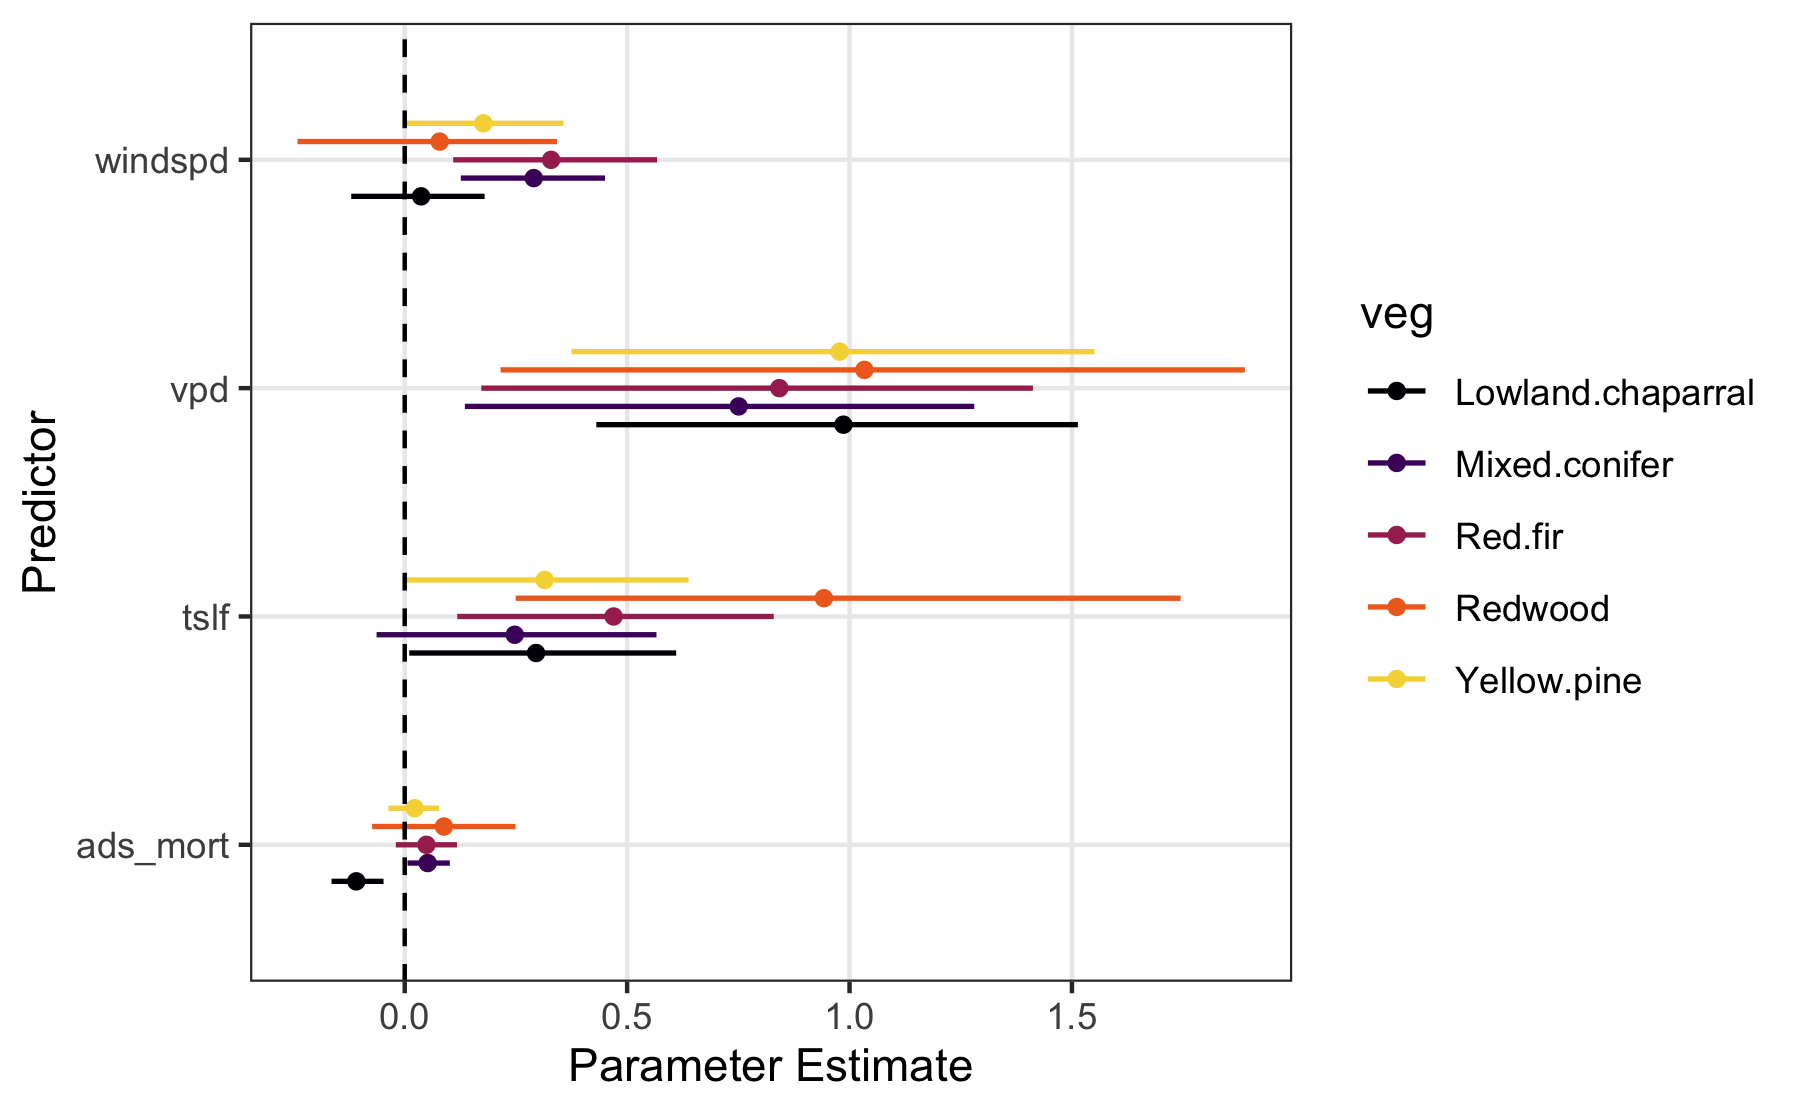 windspd
vpd
tslf
ads_mort
Predictor
0.0 0.5 1.0 1.5
Parameter Estimate
veg
Lowland.chaparral
Mixed.conifer
Red.fir
Redwood
Yellow.pine